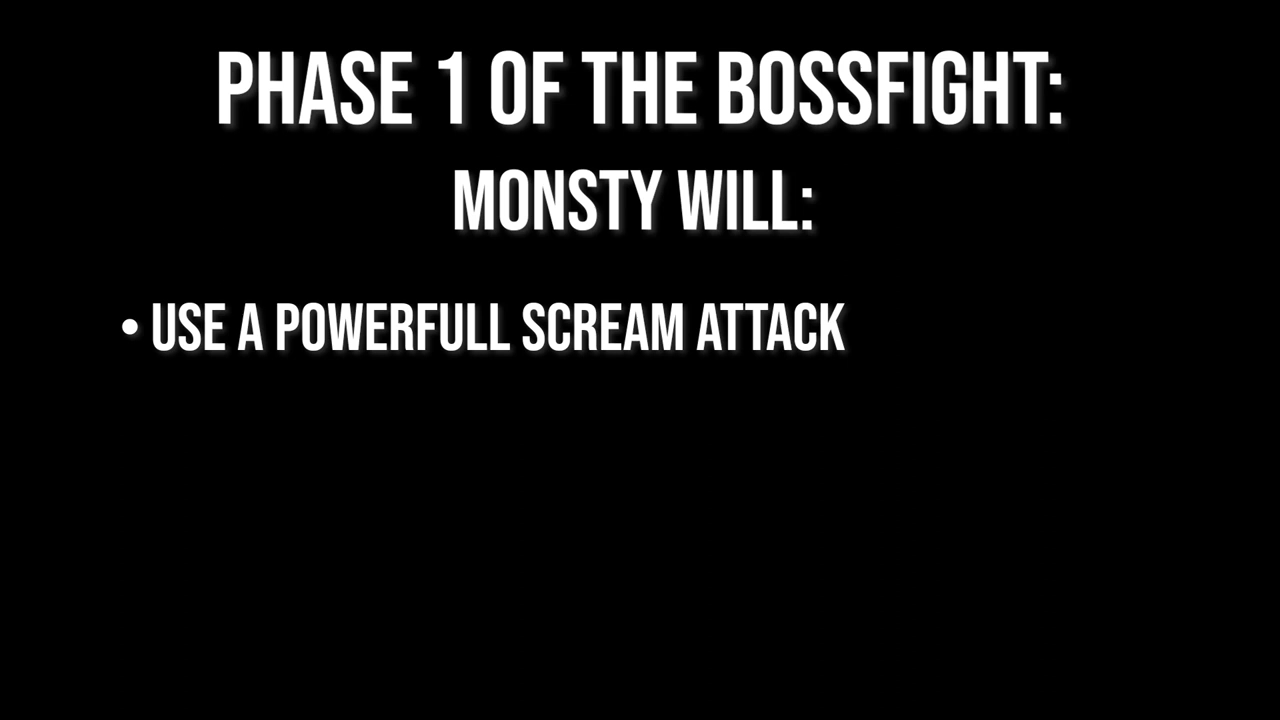 PHASE 1 OF THE BOSSFIGHT:
MONSTY WILL:
• USE A POWERFULL SCREAM ATTACK